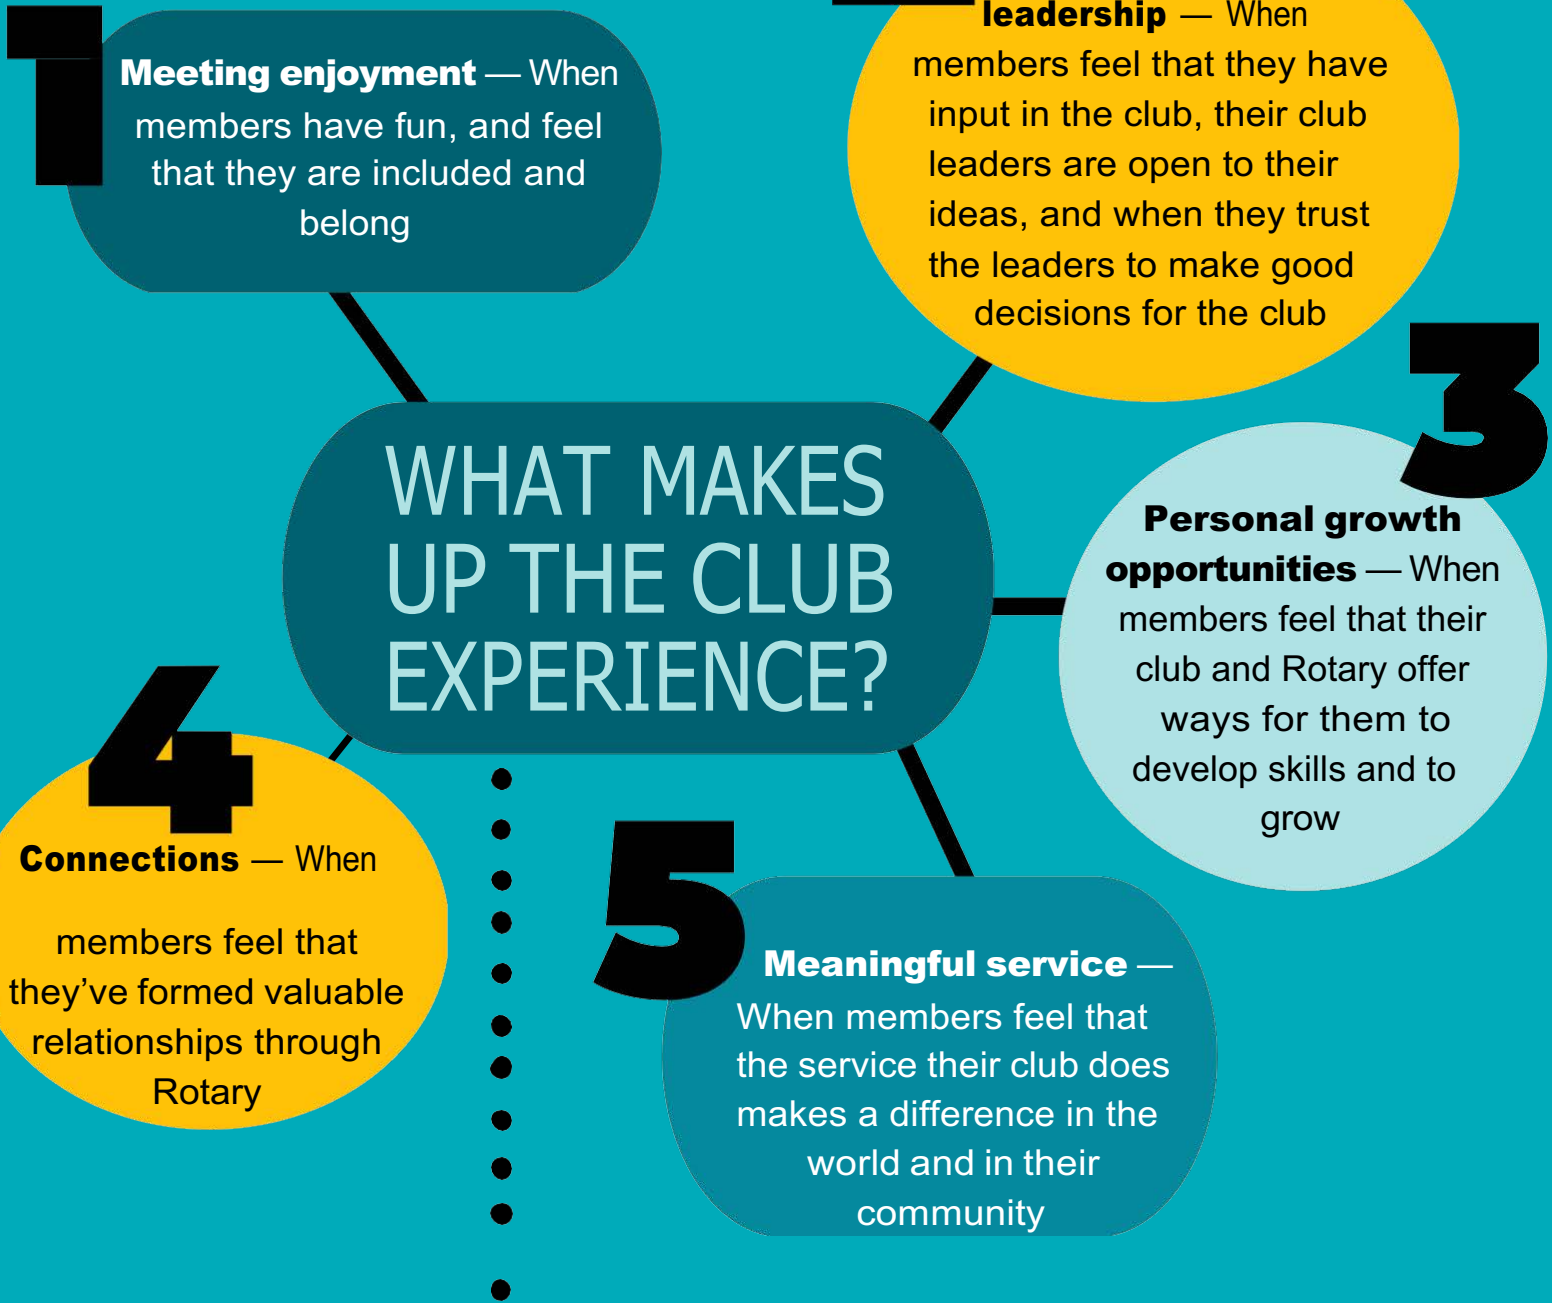 1
Meeting enjoyment — When
members have fun, and feel
that they are included and
belong
leadership — When
members feel that they have
input in the club, their club
leaders are open to their
ideas, and when they trust
the leaders to make good
decisions for the club
WHAT MAKES
UP THE CLUB
EXPERIENCE?
3
Personal growth
opportunities — When
members feel that their
club and Rotary offer
ways for them to
develop skills and to
grow
4
Connections — When
members feel that
they’ve formed valuable
relationships through
Rotary
5
Meaningful service —
When members feel that
the service their club does
makes a difference in the
world and in their
community